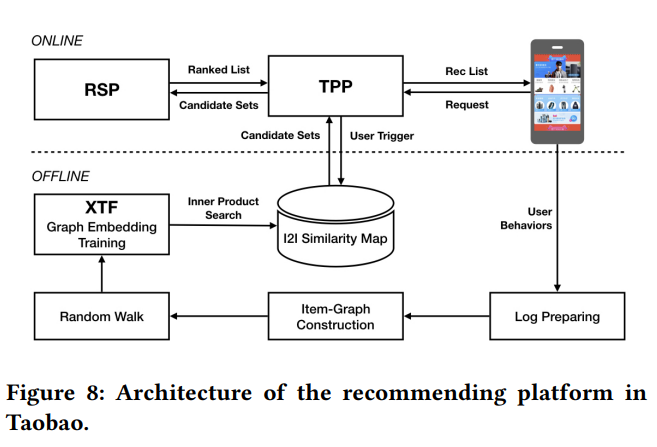 ONLINE
RSP
Ranked List
Candidate Sets
TPP
Rec List
Request
Candidate Sets
User Trigger
OFFLINE
XTF
Graph Embedding
Training
Inner Product
Search
I2I Similarity Map
User
Behaviors
Random Walk
Item-Graph
Construction
Log Preparing
Figure 8: Architecture of the recommending platform in
Taobao.